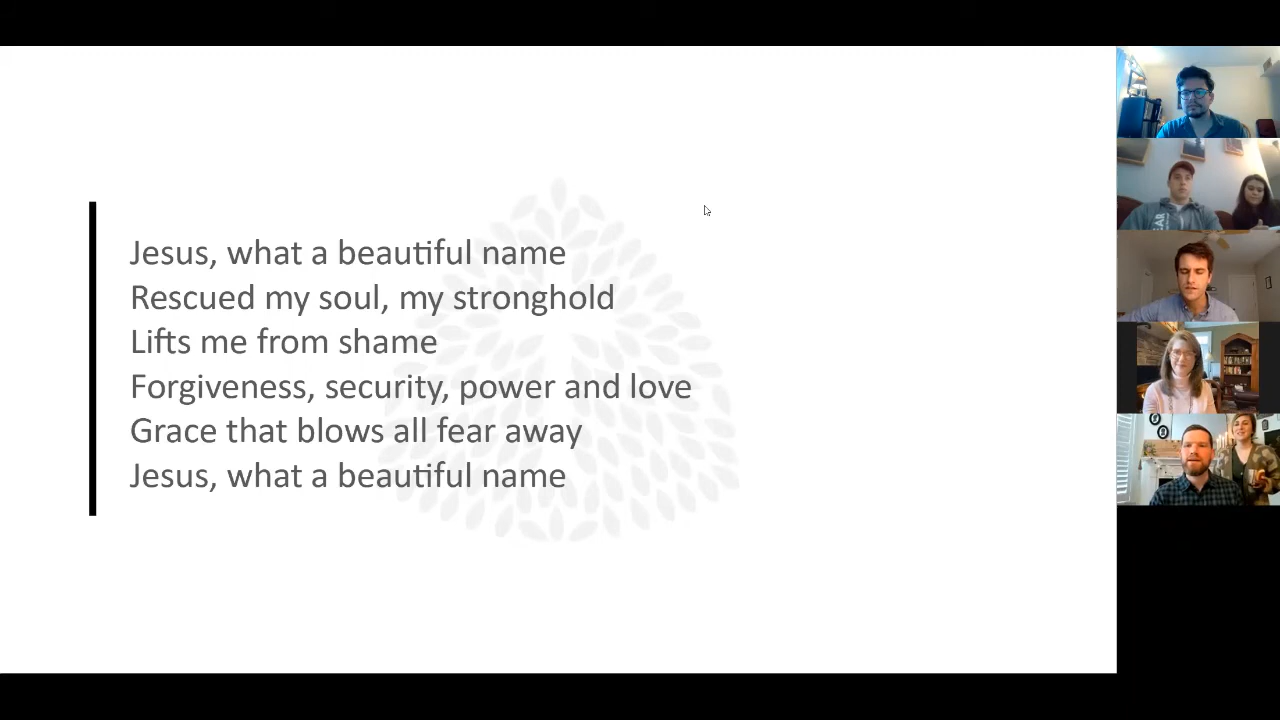 Jesus, what a beautiful name
Rescued my soul, my stronghold
Lifts me from shame
Forgiveness, security, power and love
Grace that blows all fear away
Jesus, what a beautiful name